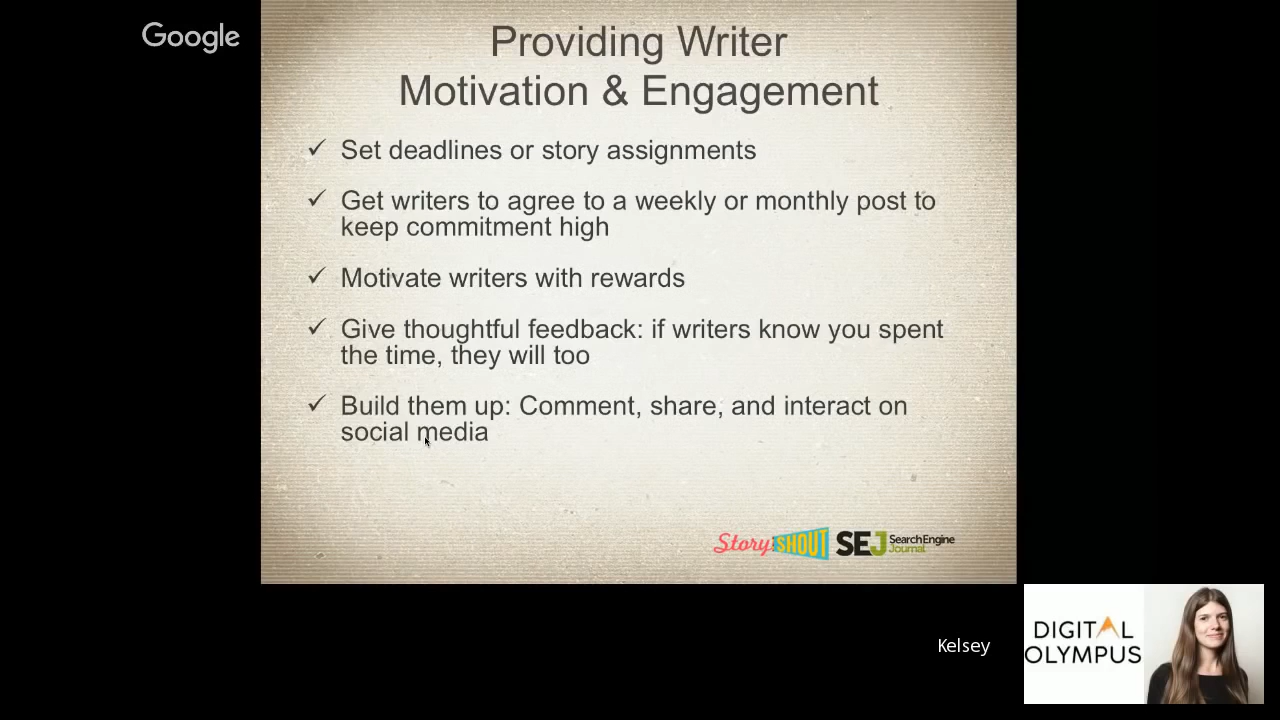 Google
Providing Writer
Motivation & Engagement
✓ Set deadlines or story assignments
✓ Get writers to agree to a weekly or monthly post to
keep commitment high
✓ Motivate writers with rewards
✓ Give thoughtful feedback: if writers know you spent
the time, they will too
✓ Build them up: Comment, share, and interact on
social media
Story SHOUT SEJ SearchEngine
Journal
Kelsey
DIGITAL
OLYMPUS